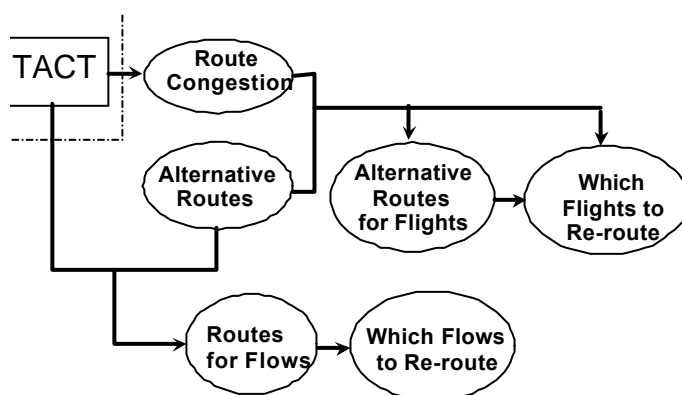 TACT
Route
Congestion
Alternative
Routes
Alternative
Routes
for Flights
Which
Flights to
Re-route
Routes
for Flows
Which Flows
to Re-route